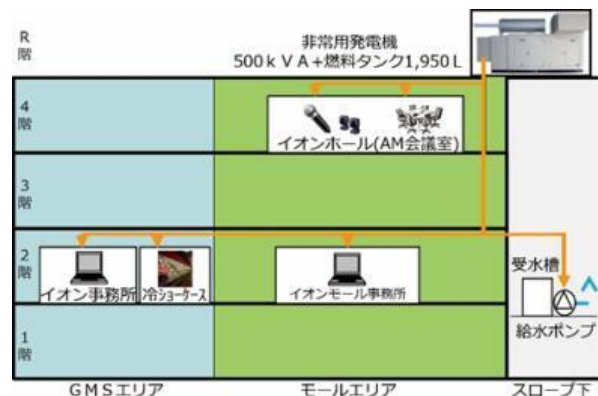 R
階
非常用発電機
500kVA+燃料タンク1,950L
4
階
イオンホール(AM会議室)
3
階
2
階
イオン事務所
冷ショーケース
イオンモール事務所
受水槽
給水ポンプ
1
階
GMSエリア
モールエリア
スロープ下